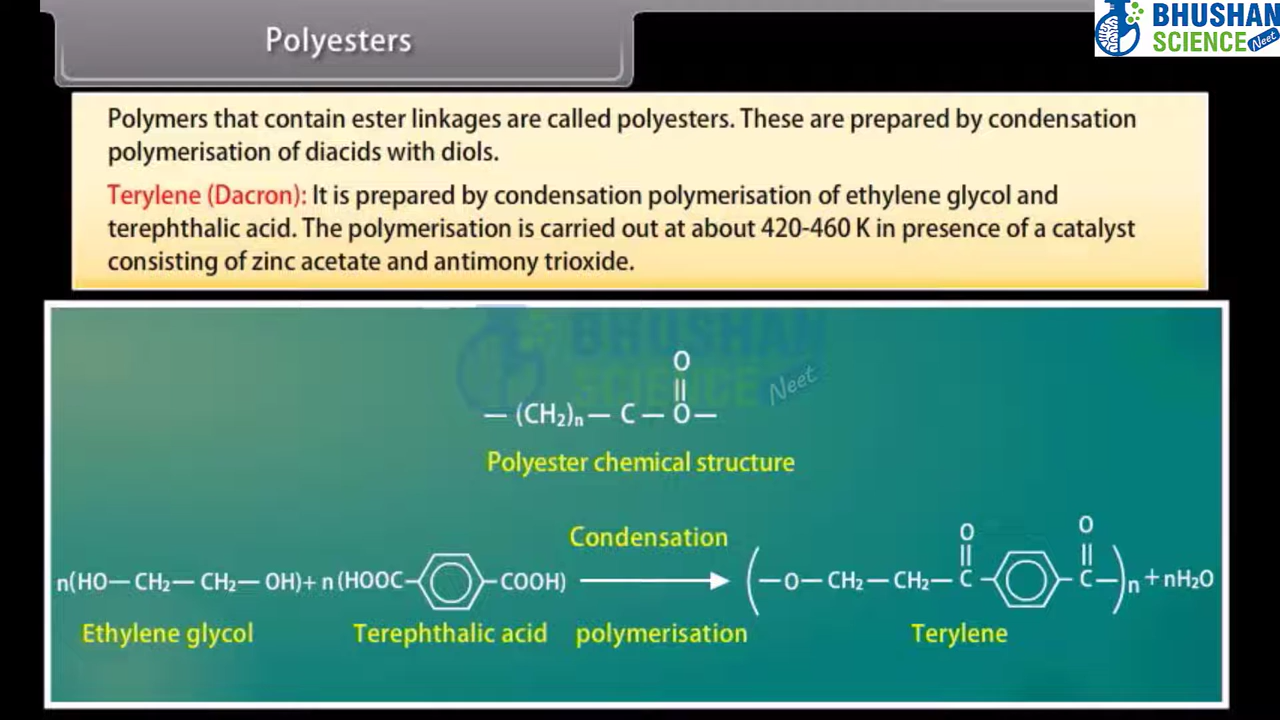 Polyesters
BHUSHAN
SCIENCE Neet
Polymers that contain ester linkages are called polyesters. These are prepared by condensation
polymerisation of diacids with diols.
Terylene (Dacron): It is prepared by condensation polymerisation of ethylene glycol and
terephthalic acid. The polymerisation is carried out at about 420-460 K in presence of a catalyst
consisting of zinc acetate and antimony trioxide.
BHUSHAN
SCIENCE Neet
O
||
— (CH₂)ₙ — C — O —
Polyester chemical structure
Condensation
O O
|| ||
n(HO— CH₂— CH₂— OH)+ n (HOOC- -COOH) (—O— CH₂—CH₂—C- -C—)ₙ + nH₂O
Ethylene glycol Terephthalic acid polymerisation Terylene